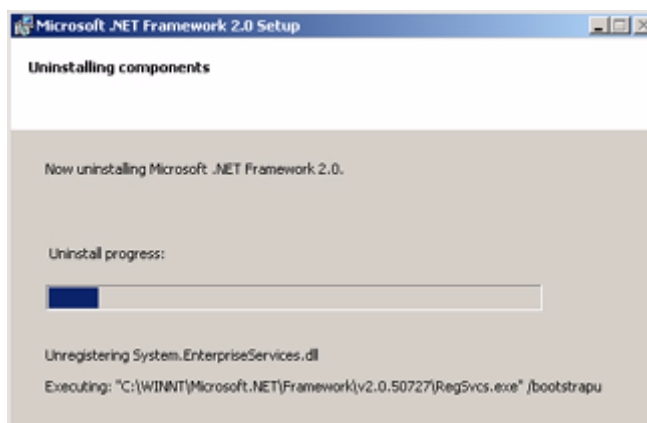 Microsoft .NET Framework 2.0 Setup
Uninstalling components
Now uninstalling Microsoft .NET Framework 2.0.
Uninstall progress:
Unregistering System.EnterpriseServices.dll
Executing: "C:\WINNT\Microsoft.NET\Framework\v2.0.50727\RegSvcs.exe" /bootstrapu